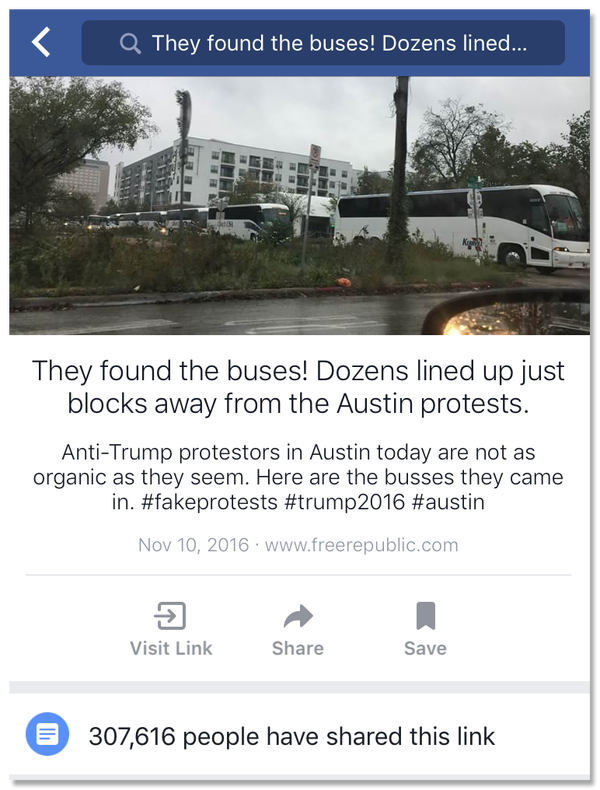 They found the buses! Dozens lined...
They found the buses! Dozens lined up just
blocks away from the Austin protests.
Anti-Trump protestors in Austin today are not as
organic as they seem. Here are the busses they came
in. #fakeprotests #trump2016 #austin
Nov 10, 2016 · www.freerepublic.com
Visit Link
Share
Save
307,616 people have shared this link